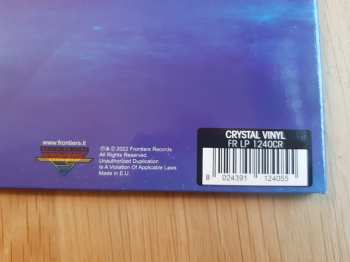 CRYSTAL VINYL
FR LP 1240CR
8 024391 124055
www.frontiers.it
℗ & © 2022 Frontiers Records
All Rights Reserved.
Unauthorized Duplication
Is A Violation Of Applicable Laws
Made in E.U.